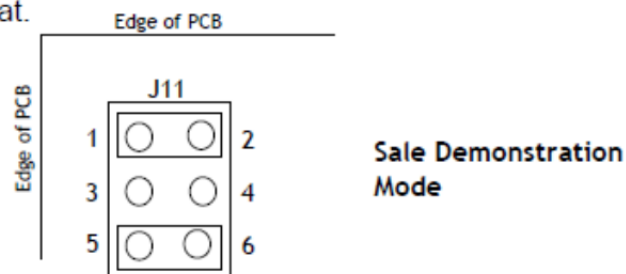 at.
Edge of PCB
Edge of PCB
J11
1 2
Sale Demonstration
Mode
3 4
5 6